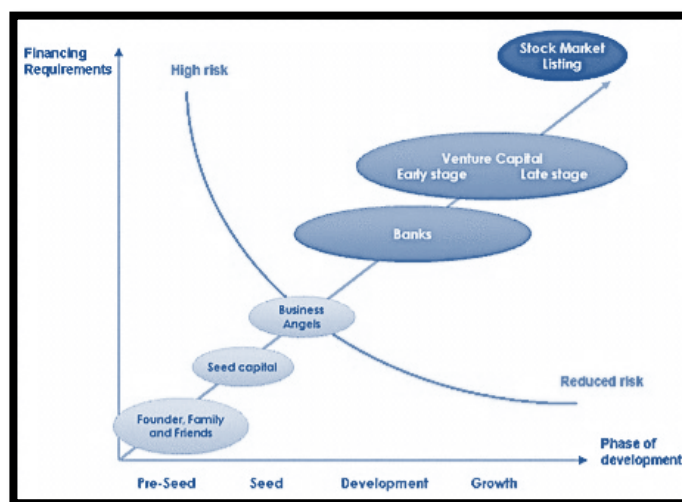 Financing
Requirements
High risk
Stock Market
Listing
Venture Capital
Early stage Late stage
Banks
Business
Angels
Seed capital
Reduced risk
Founder, Family
and Friends
Phase of
development
Pre-Seed Seed Development Growth